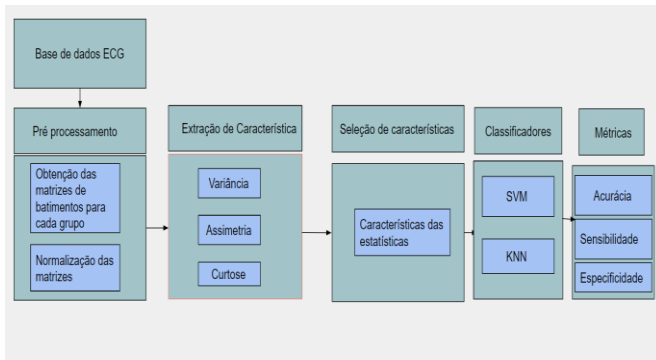 Base de dados ECG
Pré processamento
Obtenção das
matrizes de
batimentos para
cada grupo
Normalização das
matrizes
Extração de Característica
Variância
Assimetria
Curtose
Seleção de características
Características das
estatísticas
Classificadores
SVM
KNN
Métricas
Acurácia
Sensibilidade
Especificidade